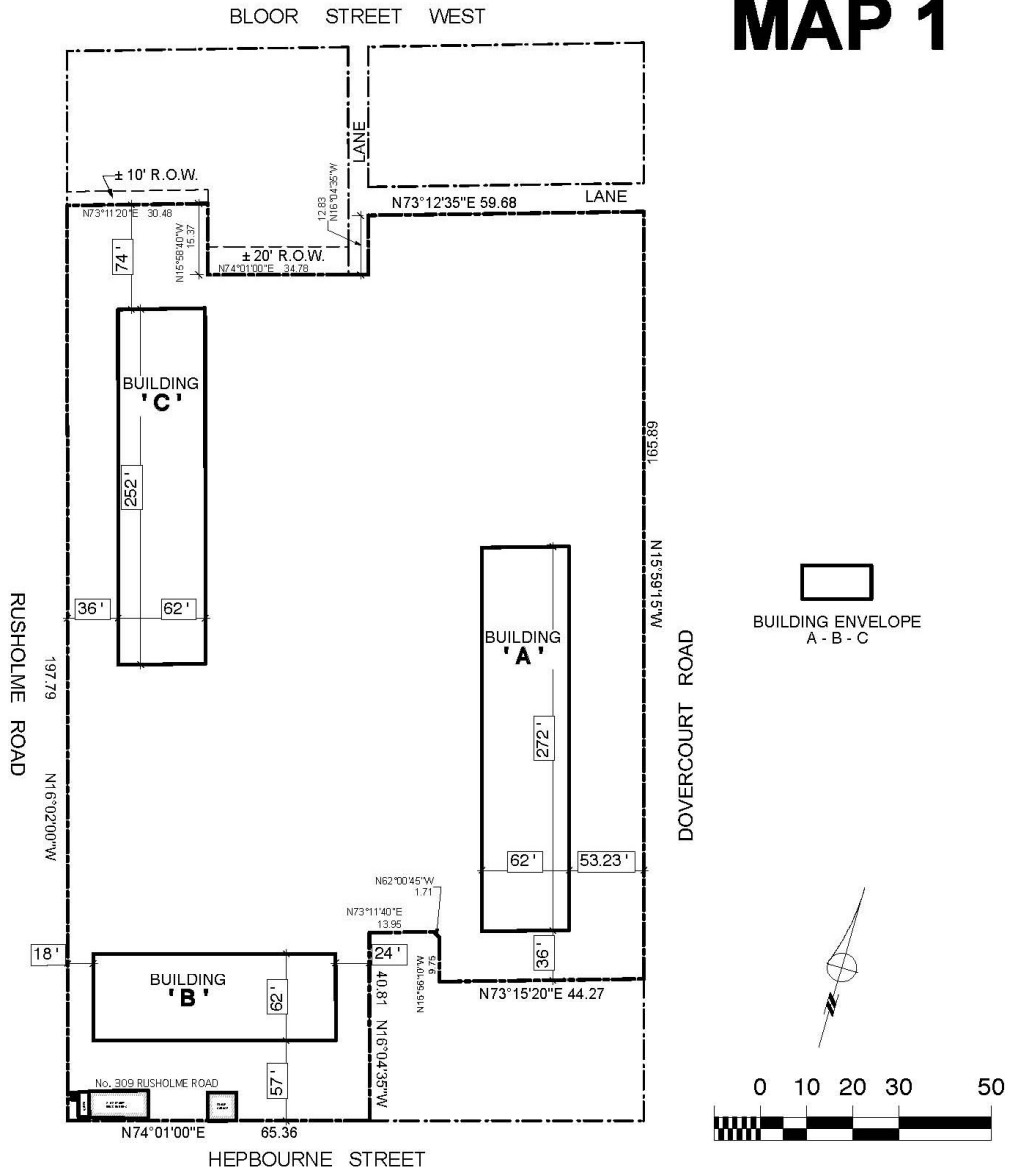 MAP 1
BLOOR STREET WEST
LANE
± 10' R.O.W.
N73°11'20"E 30.48
N15°58'40"W
15.37
12.83
N16°04'35"W
N73°12'35"E 59.68
LANE
± 20' R.O.W.
N74°01'00"E 34.78
74'
BUILDING
'C'
252'
165.89
36'
62'
N15°59'15"W
BUILDING ENVELOPE
A - B - C
BUILDING
'A'
RUSHOLME ROAD
197.79
DOVERCOURT ROAD
272'
N16°02'00"W
62'
53.23'
N62°00'45"W
1.71
N73°11'40"E
13.95
18'
24'
36'
BUILDING
'B'
62'
40.81 N16°04'35"W
N15°56'10"W
9.75
N73°15'20"E 44.27
57'
No. 309 RUSHOLME ROAD
N74°01'00"E 65.36
HEPBOURNE STREET
N
0 10 20 30 50